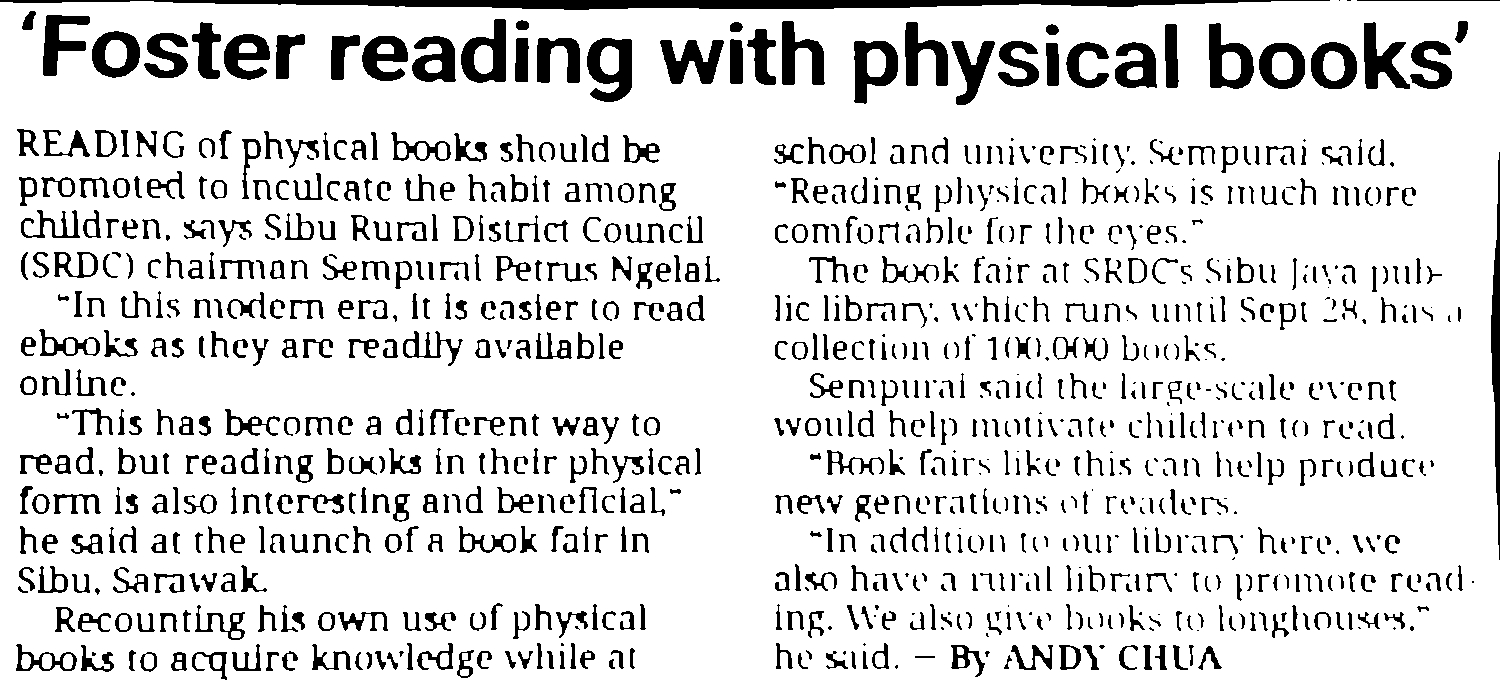 ‘Foster reading with physical books’
READING of physical books should be
promoted to inculcate the habit among
children, says Sibu Rural District Council
(SRDC) chairman Sempurai Petrus Ngelai.
“In this modern era, it is easier to read
ebooks as they are readily available
online.
“This has become a different way to
read, but reading books in their physical
form is also interesting and beneficial,”
he said at the launch of a book fair in
Sibu, Sarawak.
Recounting his own use of physical
books to acquire knowledge while at
school and university, Sempurai said,
“Reading physical books is much more
comfortable for the eyes.”
The book fair at SRDC’s Sibu Jaya pub-
lic library, which runs until Sept 28, has a
collection of 100,000 books.
Sempurai said the large-scale event
would help motivate children to read.
“Book fairs like this can help produce
new generations of readers.
“In addition to our library here, we
also have a rural library to promote read-
ing. We also give books to longhouses,”
he said. — By ANDY CHUA